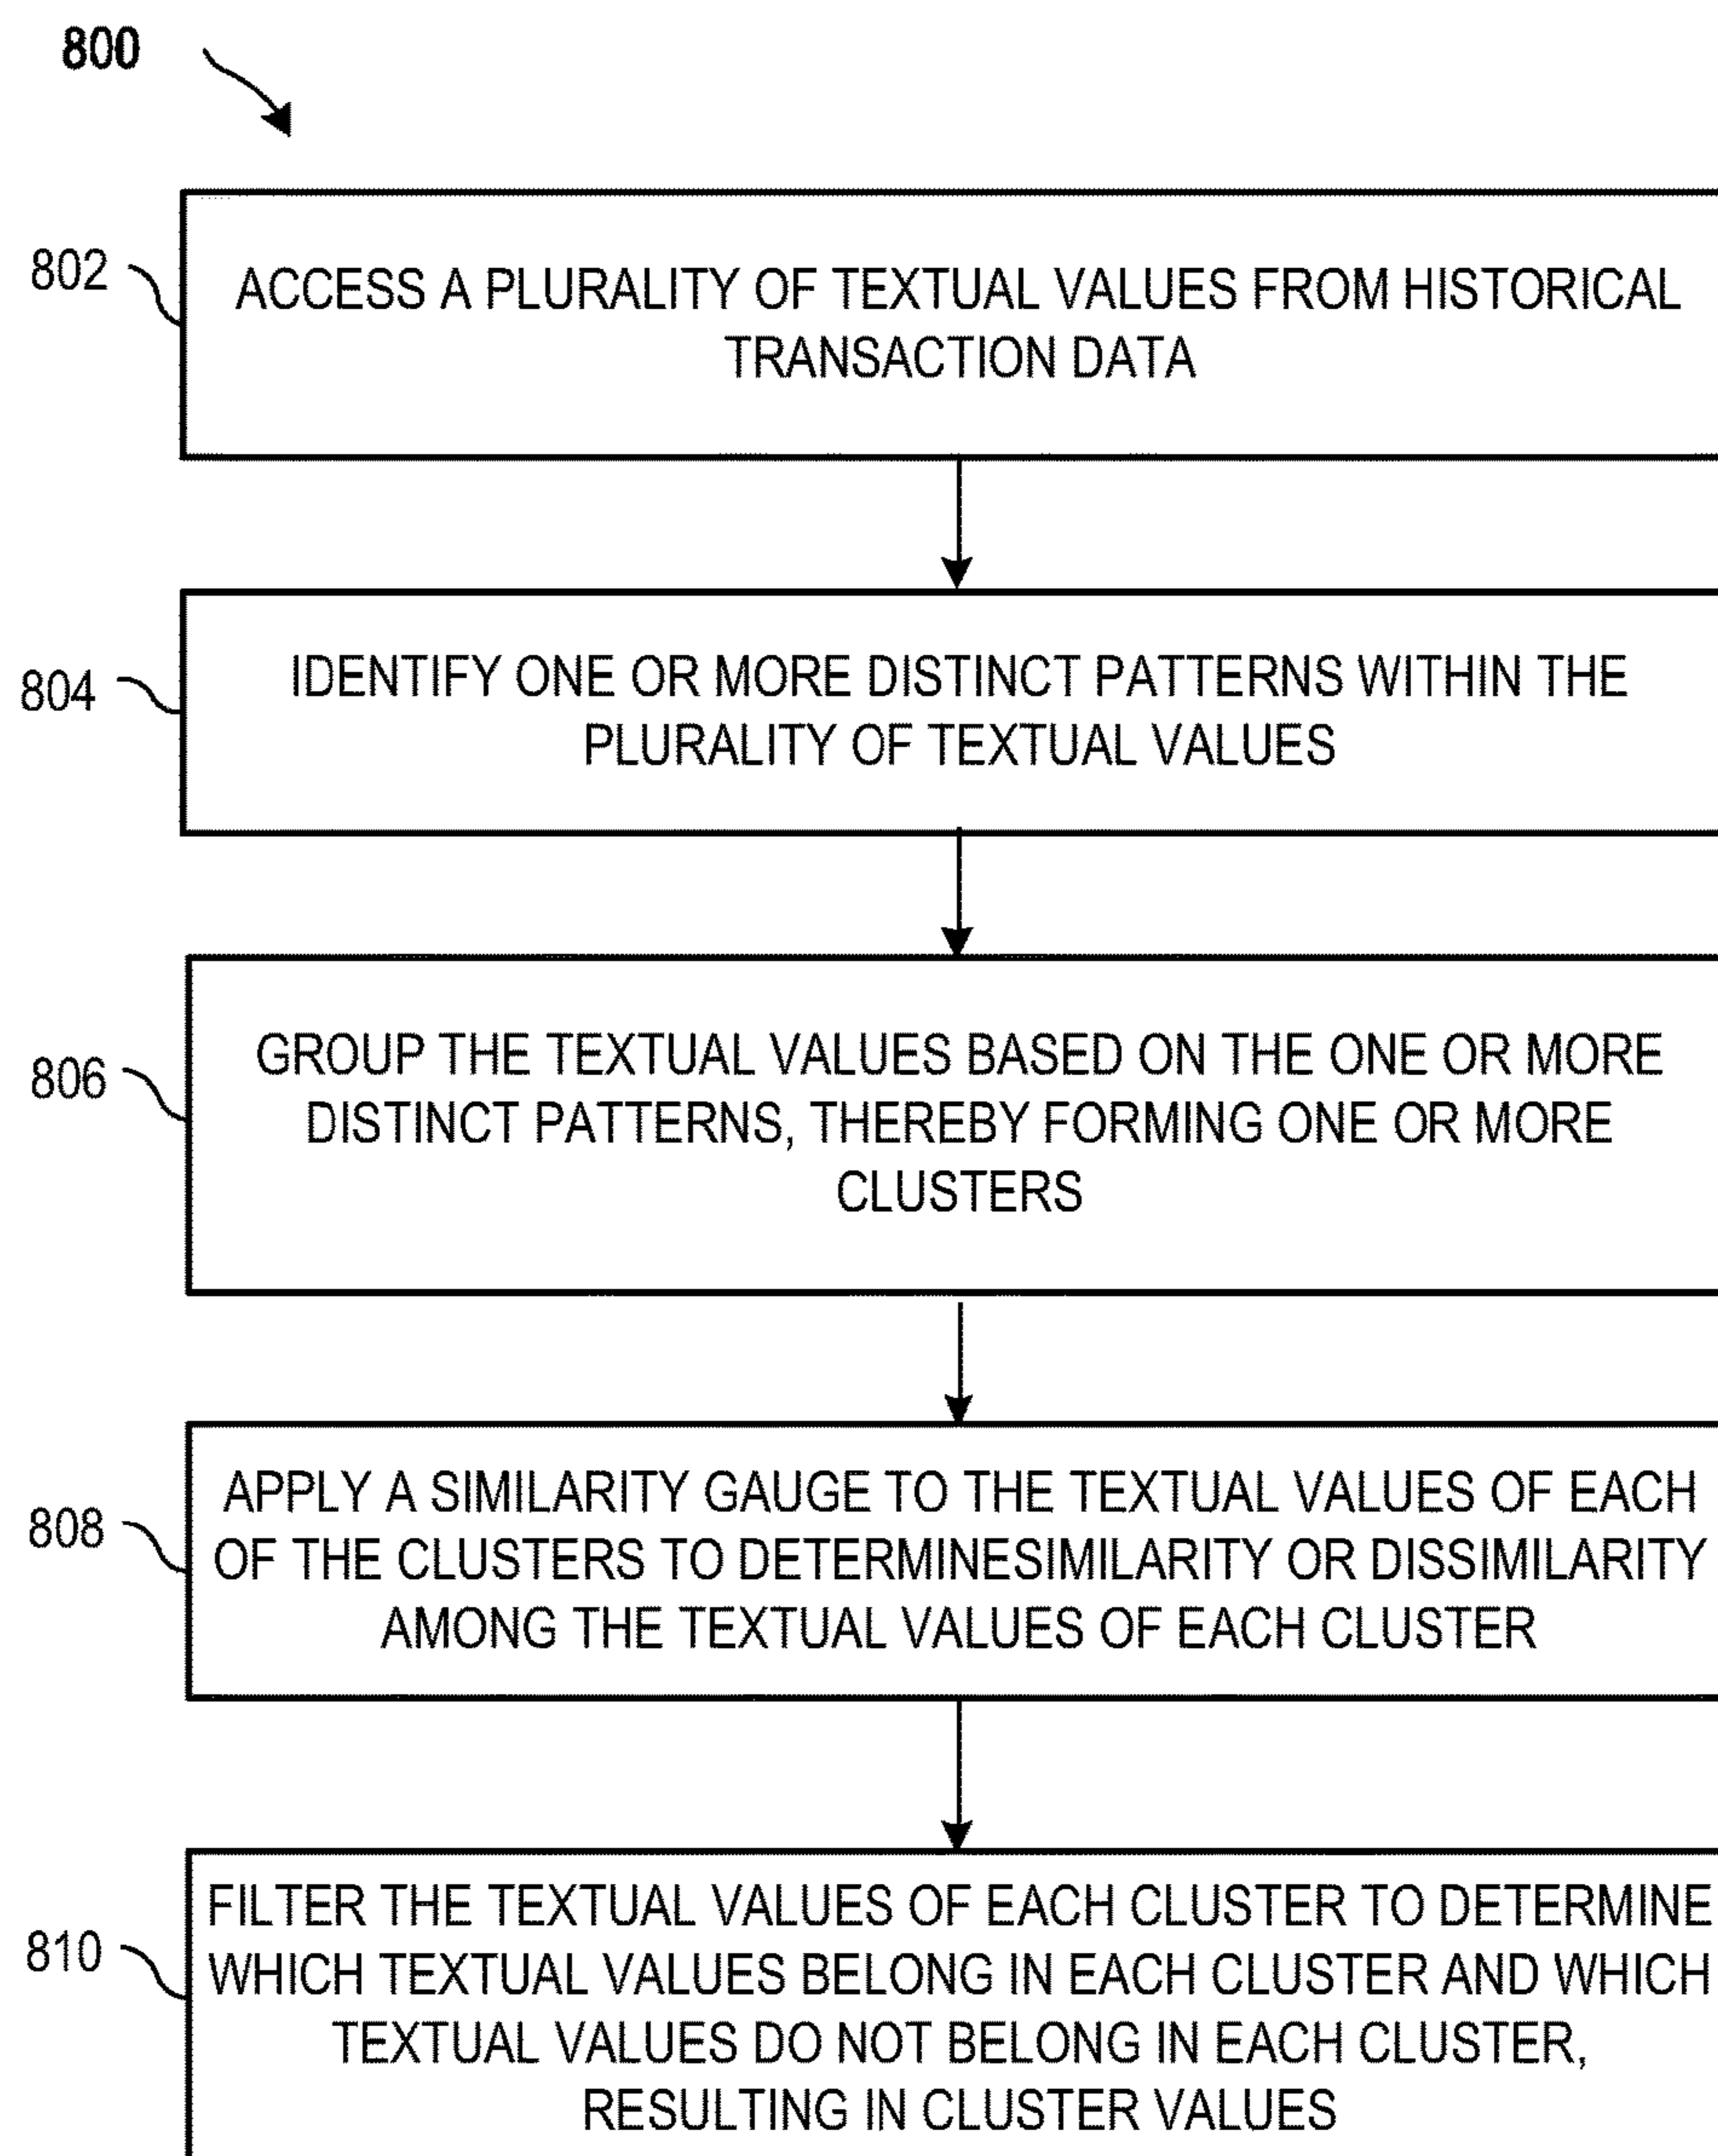 800
802
ACCESS A PLURALITY OF TEXTUAL VALUES FROM HISTORICAL
TRANSACTION DATA
804
IDENTIFY ONE OR MORE DISTINCT PATTERNS WITHIN THE
PLURALITY OF TEXTUAL VALUES
806
GROUP THE TEXTUAL VALUES BASED ON THE ONE OR MORE
DISTINCT PATTERNS, THEREBY FORMING ONE OR MORE
CLUSTERS
808
APPLY A SIMILARITY GAUGE TO THE TEXTUAL VALUES OF EACH
OF THE CLUSTERS TO DETERMINESIMILARITY OR DISSIMILARITY
AMONG THE TEXTUAL VALUES OF EACH CLUSTER
810
FILTER THE TEXTUAL VALUES OF EACH CLUSTER TO DETERMINE
WHICH TEXTUAL VALUES BELONG IN EACH CLUSTER AND WHICH
TEXTUAL VALUES DO NOT BELONG IN EACH CLUSTER,
RESULTING IN CLUSTER VALUES